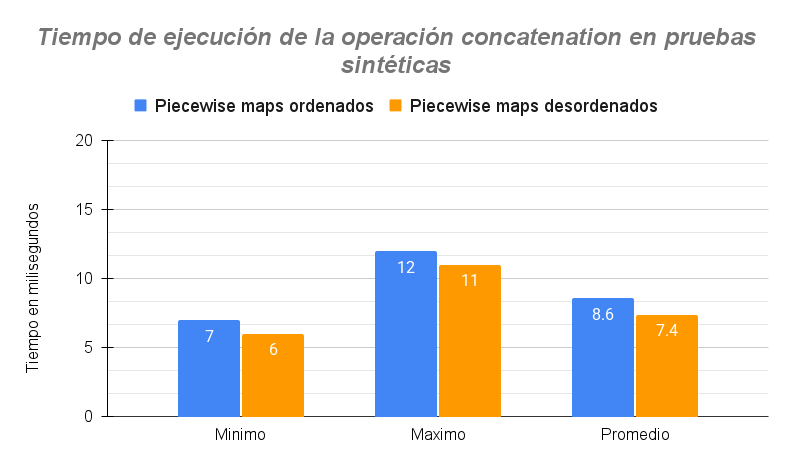 Tiempo de ejecución de la operación concatenation en pruebas
sintéticas
Piecewise maps ordenados Piecewise maps desordenados
Tiempo en milisegundos
20
15
10
5
0
7
6
12
11
8.6
7.4
Minimo Maximo Promedio